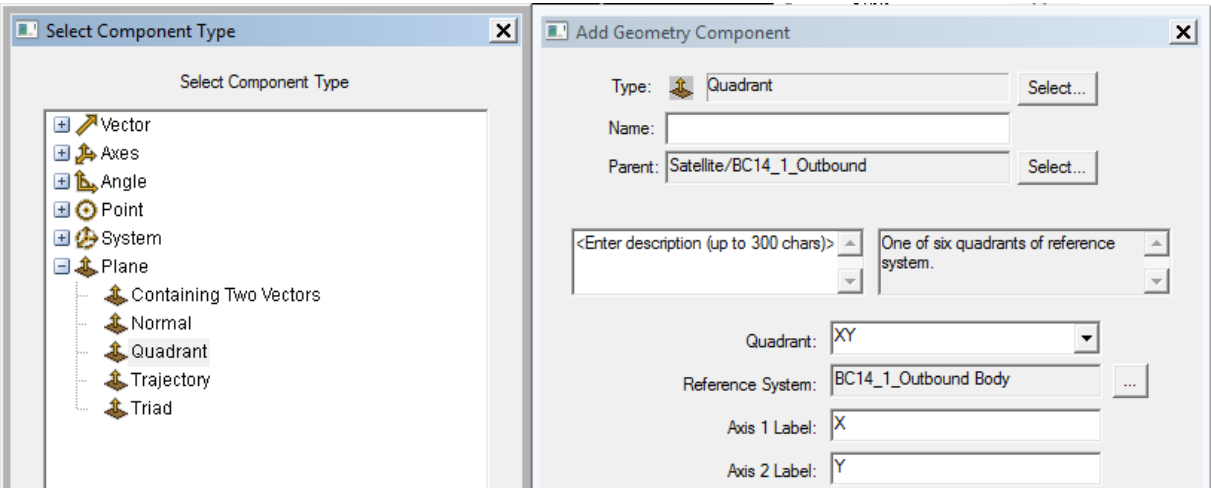 Select Component Type
Select Component Type
Vector
Axes
Angle
Point
System
Plane
Containing Two Vectors
Normal
Quadrant
Trajectory
Triad
Add Geometry Component
Type: Quadrant Select...
Name:
Parent: Satellite/BC14_1_Outbound Select...
<Enter description (up to 300 chars)>
One of six quadrants of reference
system.
Quadrant: XY
Reference System: BC14_1_Outbound Body ...
Axis 1 Label: X
Axis 2 Label: Y